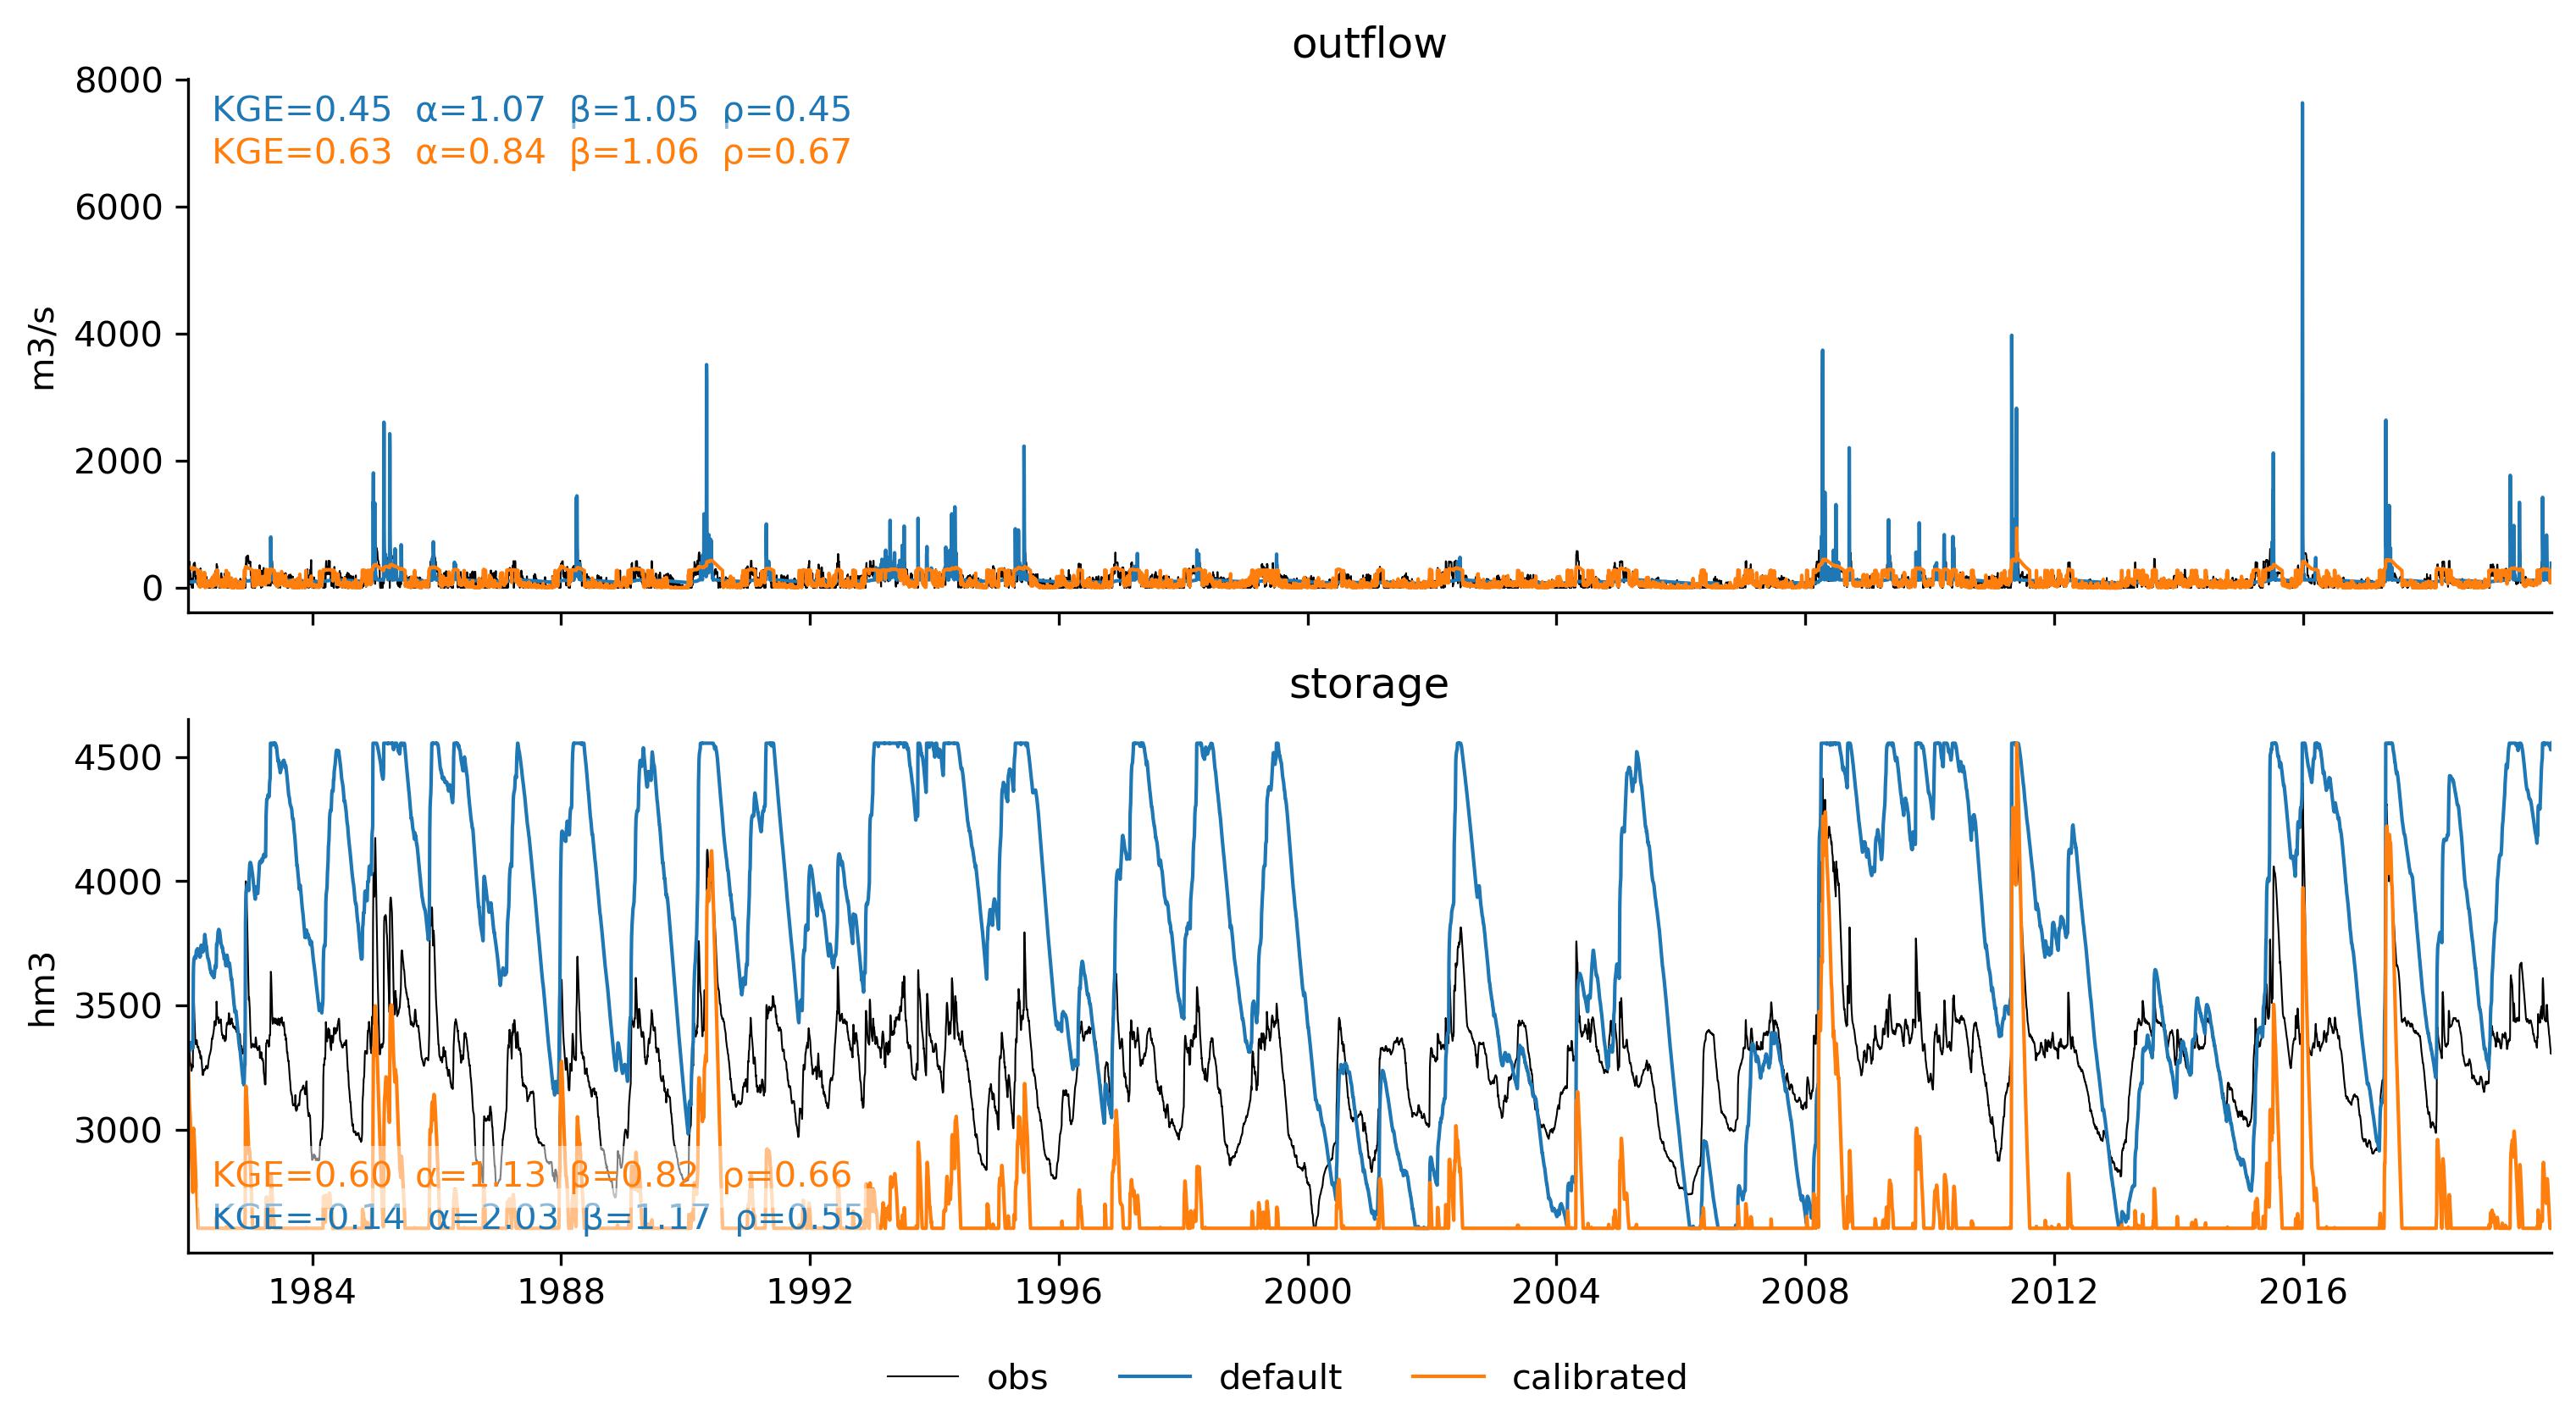 outflow
8000
6000
4000
2000
0
m3/s
KGE=0.45 α=1.07 β=1.05 ρ=0.45
KGE=0.63 α=0.84 β=1.06 ρ=0.67
storage
4500
4000
3500
3000
hm3
KGE=0.60 α=1.13 β=0.82 ρ=0.66
KGE=-0.14 α=2.03 β=1.17 ρ=0.55
1984 1988 1992 1996 2000 2004 2008 2012 2016
obs default calibrated